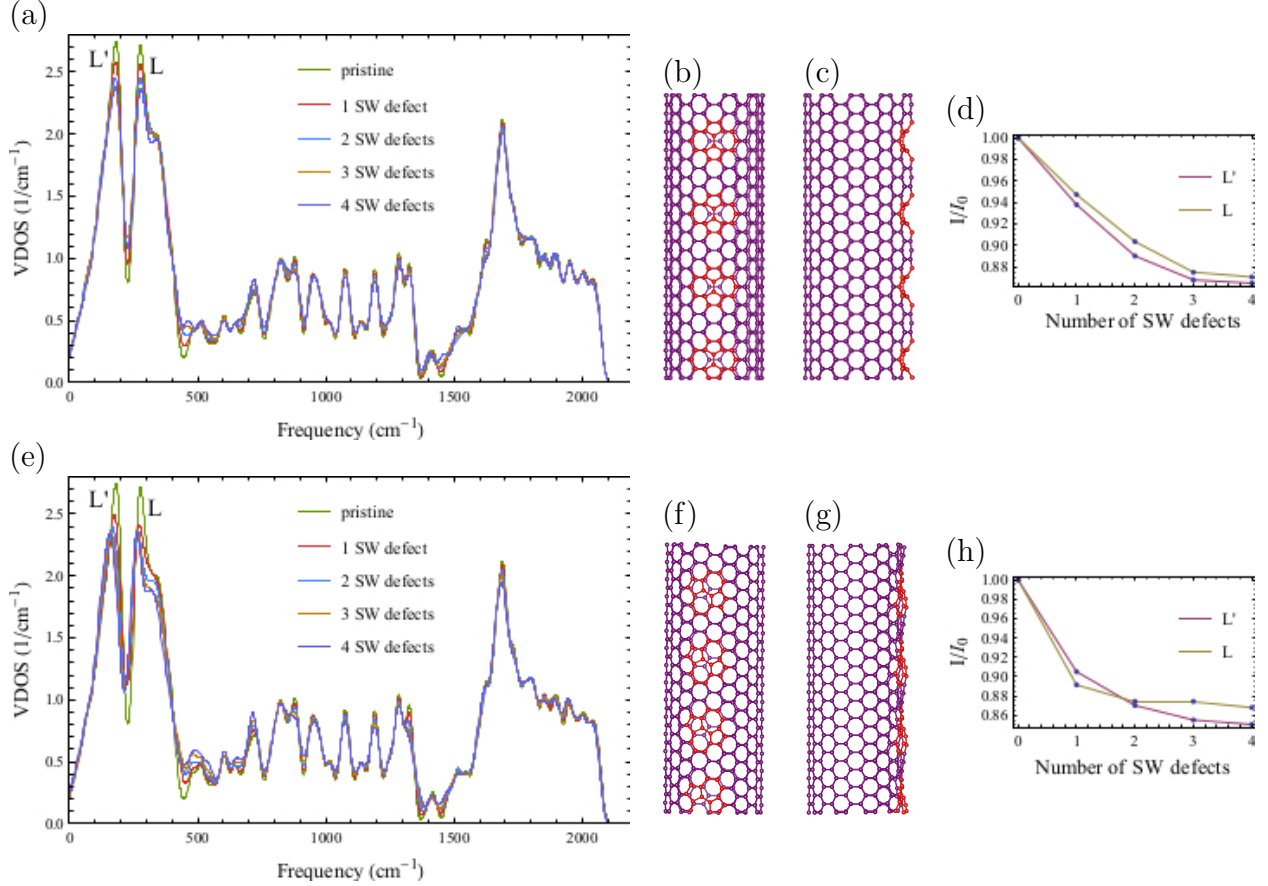 (a)
VDOS (1/cm⁻¹)
2.5
2.0
1.5
1.0
0.5
0.0
L'
L
pristine
1 SW defect
2 SW defects
3 SW defects
4 SW defects
0
500
1000
1500
2000
Frequency (cm⁻¹)
(b)
(c)
(d)
I/I₀
1.00
0.98
0.96
0.94
0.92
0.90
0.88
L'
L
0
1
2
3
4
Number of SW defects
(e)
VDOS (1/cm⁻¹)
2.5
2.0
1.5
1.0
0.5
0.0
L'
L
pristine
1 SW defect
2 SW defects
3 SW defects
4 SW defects
0
500
1000
1500
2000
Frequency (cm⁻¹)
(f)
(g)
(h)
I/I₀
1.00
0.98
0.96
0.94
0.92
0.90
0.88
0.86
L'
L
0
1
2
3
4
Number of SW defects